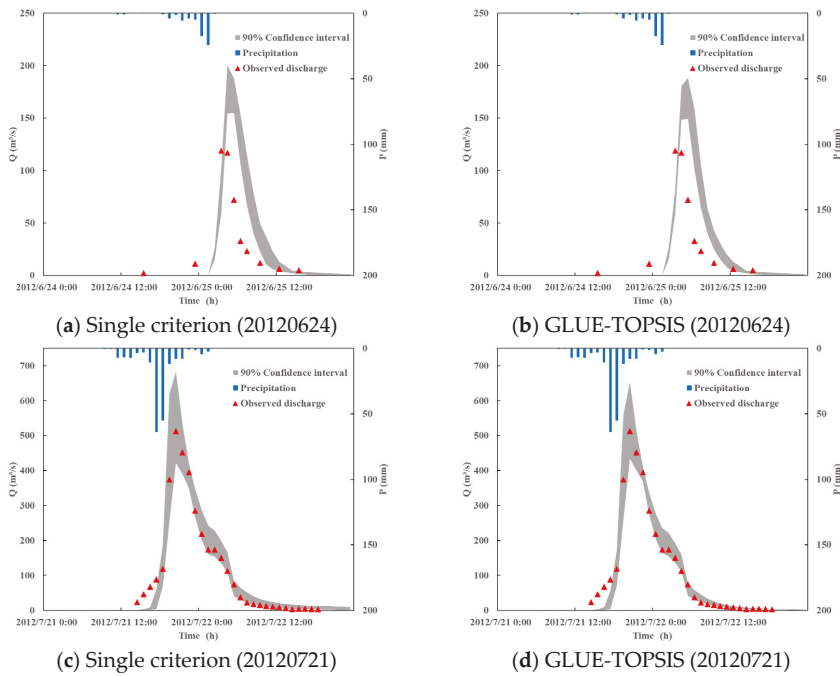 250
200
150
100
50
0
Q (m³/s)
0
50
100
150
200
P (mm)
90% Confidence interval
Precipitation
Observed discharge
2012/6/24 0:00 2012/6/24 12:00 2012/6/25 0:00 2012/6/25 12:00
Time (h)
(a) Single criterion (20120624)
250
200
150
100
50
0
Q (m³/s)
0
50
100
150
200
P (mm)
90% Confidence interval
Precipitation
Observed discharge
2012/6/24 0:00 2012/6/24 12:00 2012/6/25 0:00 2012/6/25 12:00
Time (h)
(b) GLUE-TOPSIS (20120624)
700
600
500
400
300
200
100
0
Q (m³/s)
0
50
100
150
200
P (mm)
90% Confidence interval
Precipitation
Observed discharge
2012/7/21 0:00 2012/7/21 12:00 2012/7/22 0:00 2012/7/22 12:00
Time (h)
(c) Single criterion (20120721)
700
600
500
400
300
200
100
0
Q (m³/s)
0
50
100
150
200
P (mm)
90% Confidence interval
Precipitation
Observed discharge
2012/7/21 0:00 2012/7/21 12:00 2012/7/22 0:00 2012/7/22 12:00
Time (h)
(d) GLUE-TOPSIS (20120721)